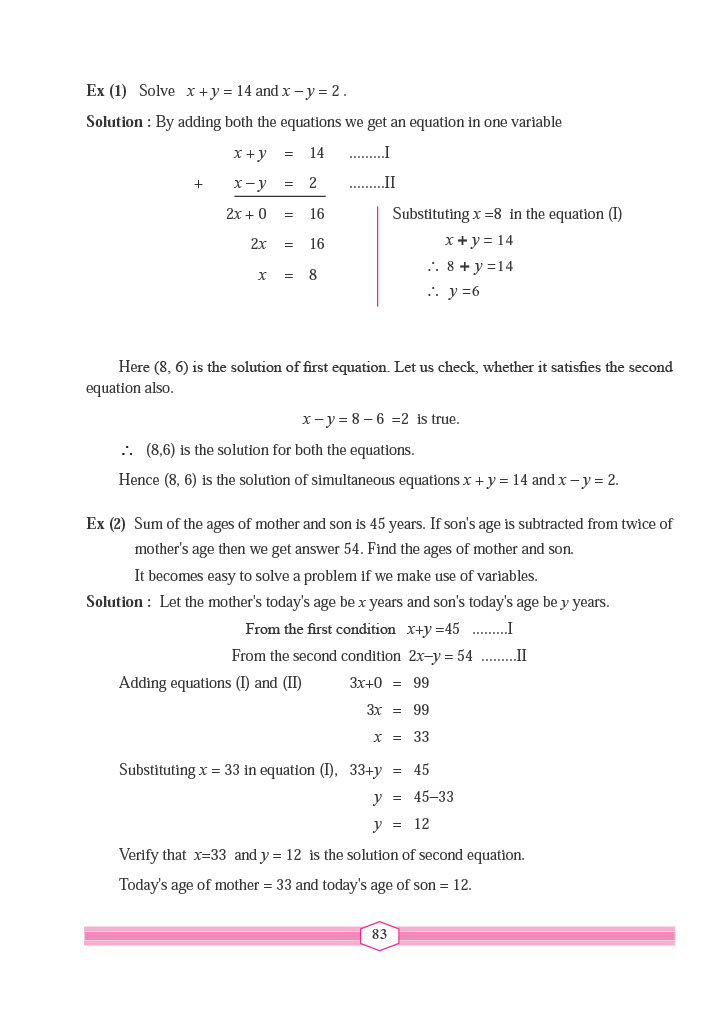 Ex (1) Solve x + y = 14 and x − y = 2 .
Solution : By adding both the equations we get an equation in one variable
x + y = 14 .........I
+ x − y = 2 .........II
2x + 0 = 16
2x = 16
x = 8
Substituting x =8 in the equation (I)
x + y = 14
∴ 8 + y =14
∴ y =6
Here (8, 6) is the solution of first equation. Let us check, whether it satisfies the second
equation also.
x − y = 8 − 6 =2 is true.
∴ (8,6) is the solution for both the equations.
Hence (8, 6) is the solution of simultaneous equations x + y = 14 and x − y = 2.
Ex (2) Sum of the ages of mother and son is 45 years. If son's age is subtracted from twice of
mother's age then we get answer 54. Find the ages of mother and son.
It becomes easy to solve a problem if we make use of variables.
Solution : Let the mother's today's age be x years and son's today's age be y years.
From the first condition x+y =45 .........I
From the second condition 2x−y = 54 .........II
Adding equations (I) and (II) 3x+0 = 99
3x = 99
x = 33
Substituting x = 33 in equation (I), 33+y = 45
y = 45−33
y = 12
Verify that x=33 and y = 12 is the solution of second equation.
Today's age of mother = 33 and today's age of son = 12.
83